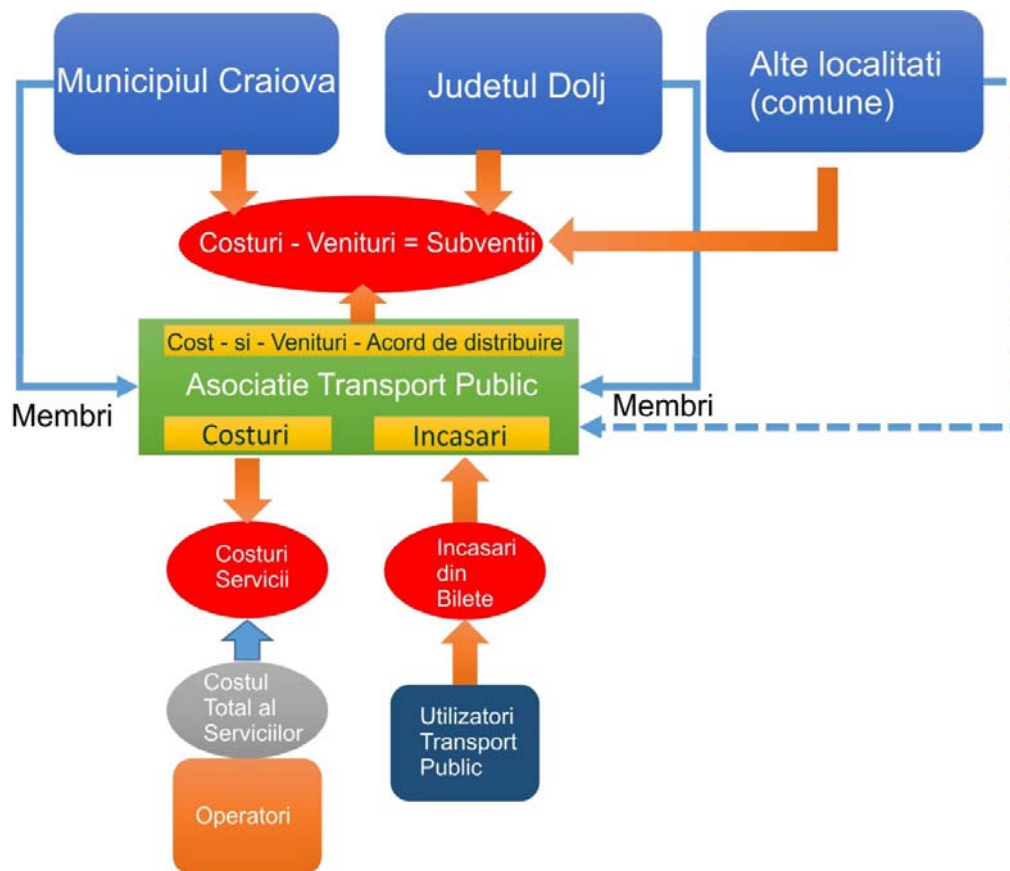 Municipiul Craiova
Judetul Dolj
Alte localitati
(comune)
Costuri - Venituri = Subventii
Cost - si - Venituri - Acord de distribuire
Asociatie Transport Public
Membri
Membri
Costuri
Incasari
Costuri
Servicii
Incasari
din
Bilete
Costul
Total al
Serviciilor
Utilizatori
Transport
Public
Operatori